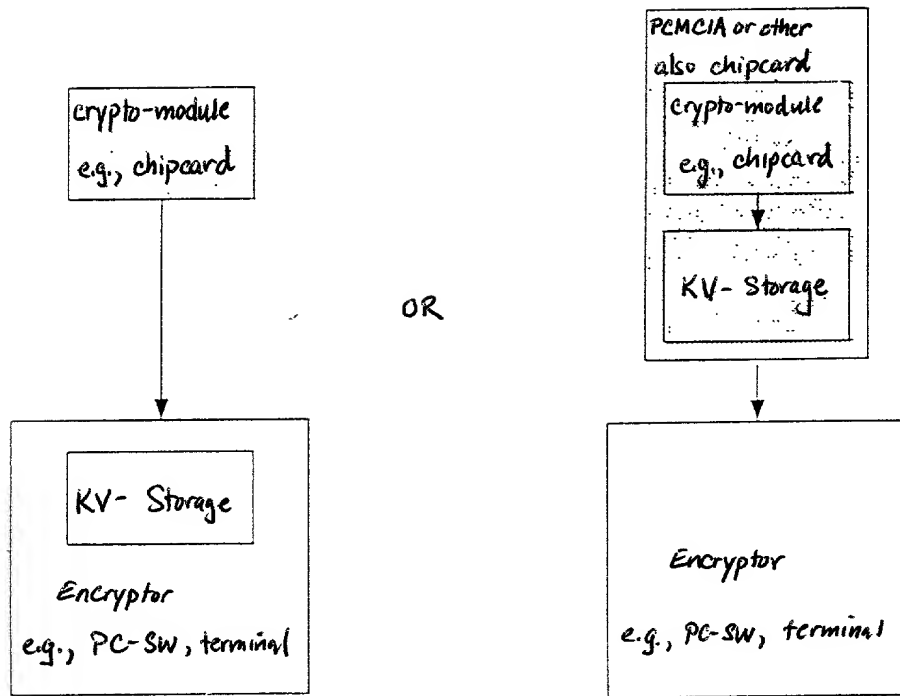 crypto-module
e.g., chipcard
KV- Storage
Encryptor
e.g., PC-SW, terminal
OR
PCMCIA or other
also chipcard
crypto-module
e.g., chipcard
KV- Storage
Encryptor
e.g., PC-SW, terminal